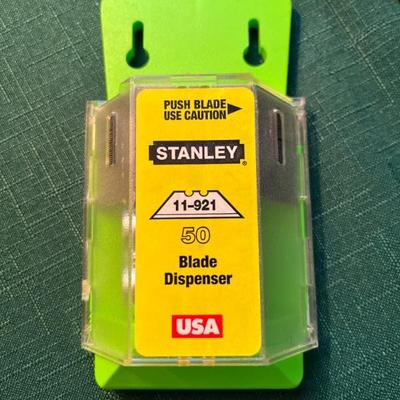 PUSH BLADE
USE CAUTION
STANLEY®
11-921
50
Blade
Dispenser
USA